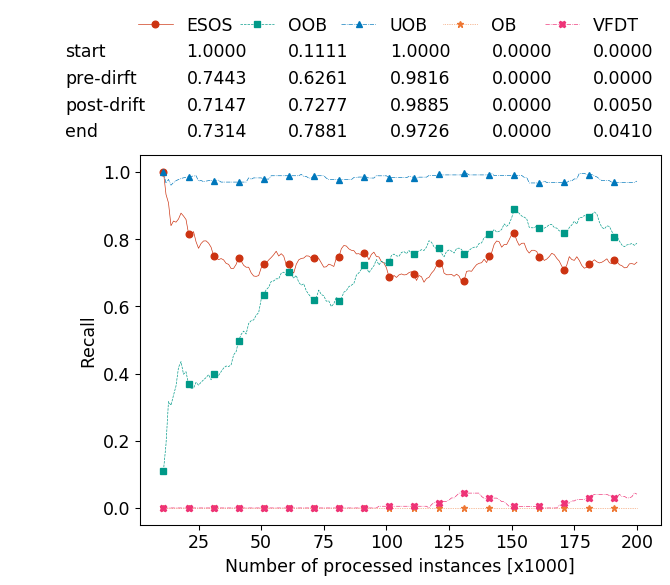 ESOS OOB UOB OB VFDT
start 1.0000 0.1111 1.0000 0.0000 0.0000
pre-dirft 0.7443 0.6261 0.9816 0.0000 0.0000
post-drift 0.7147 0.7277 0.9885 0.0000 0.0050
end 0.7314 0.7881 0.9726 0.0000 0.0410
1.0
0.8
0.6
0.4
0.2
0.0
Recall
25 50 75 100 125 150 175 200
Number of processed instances [x1000]